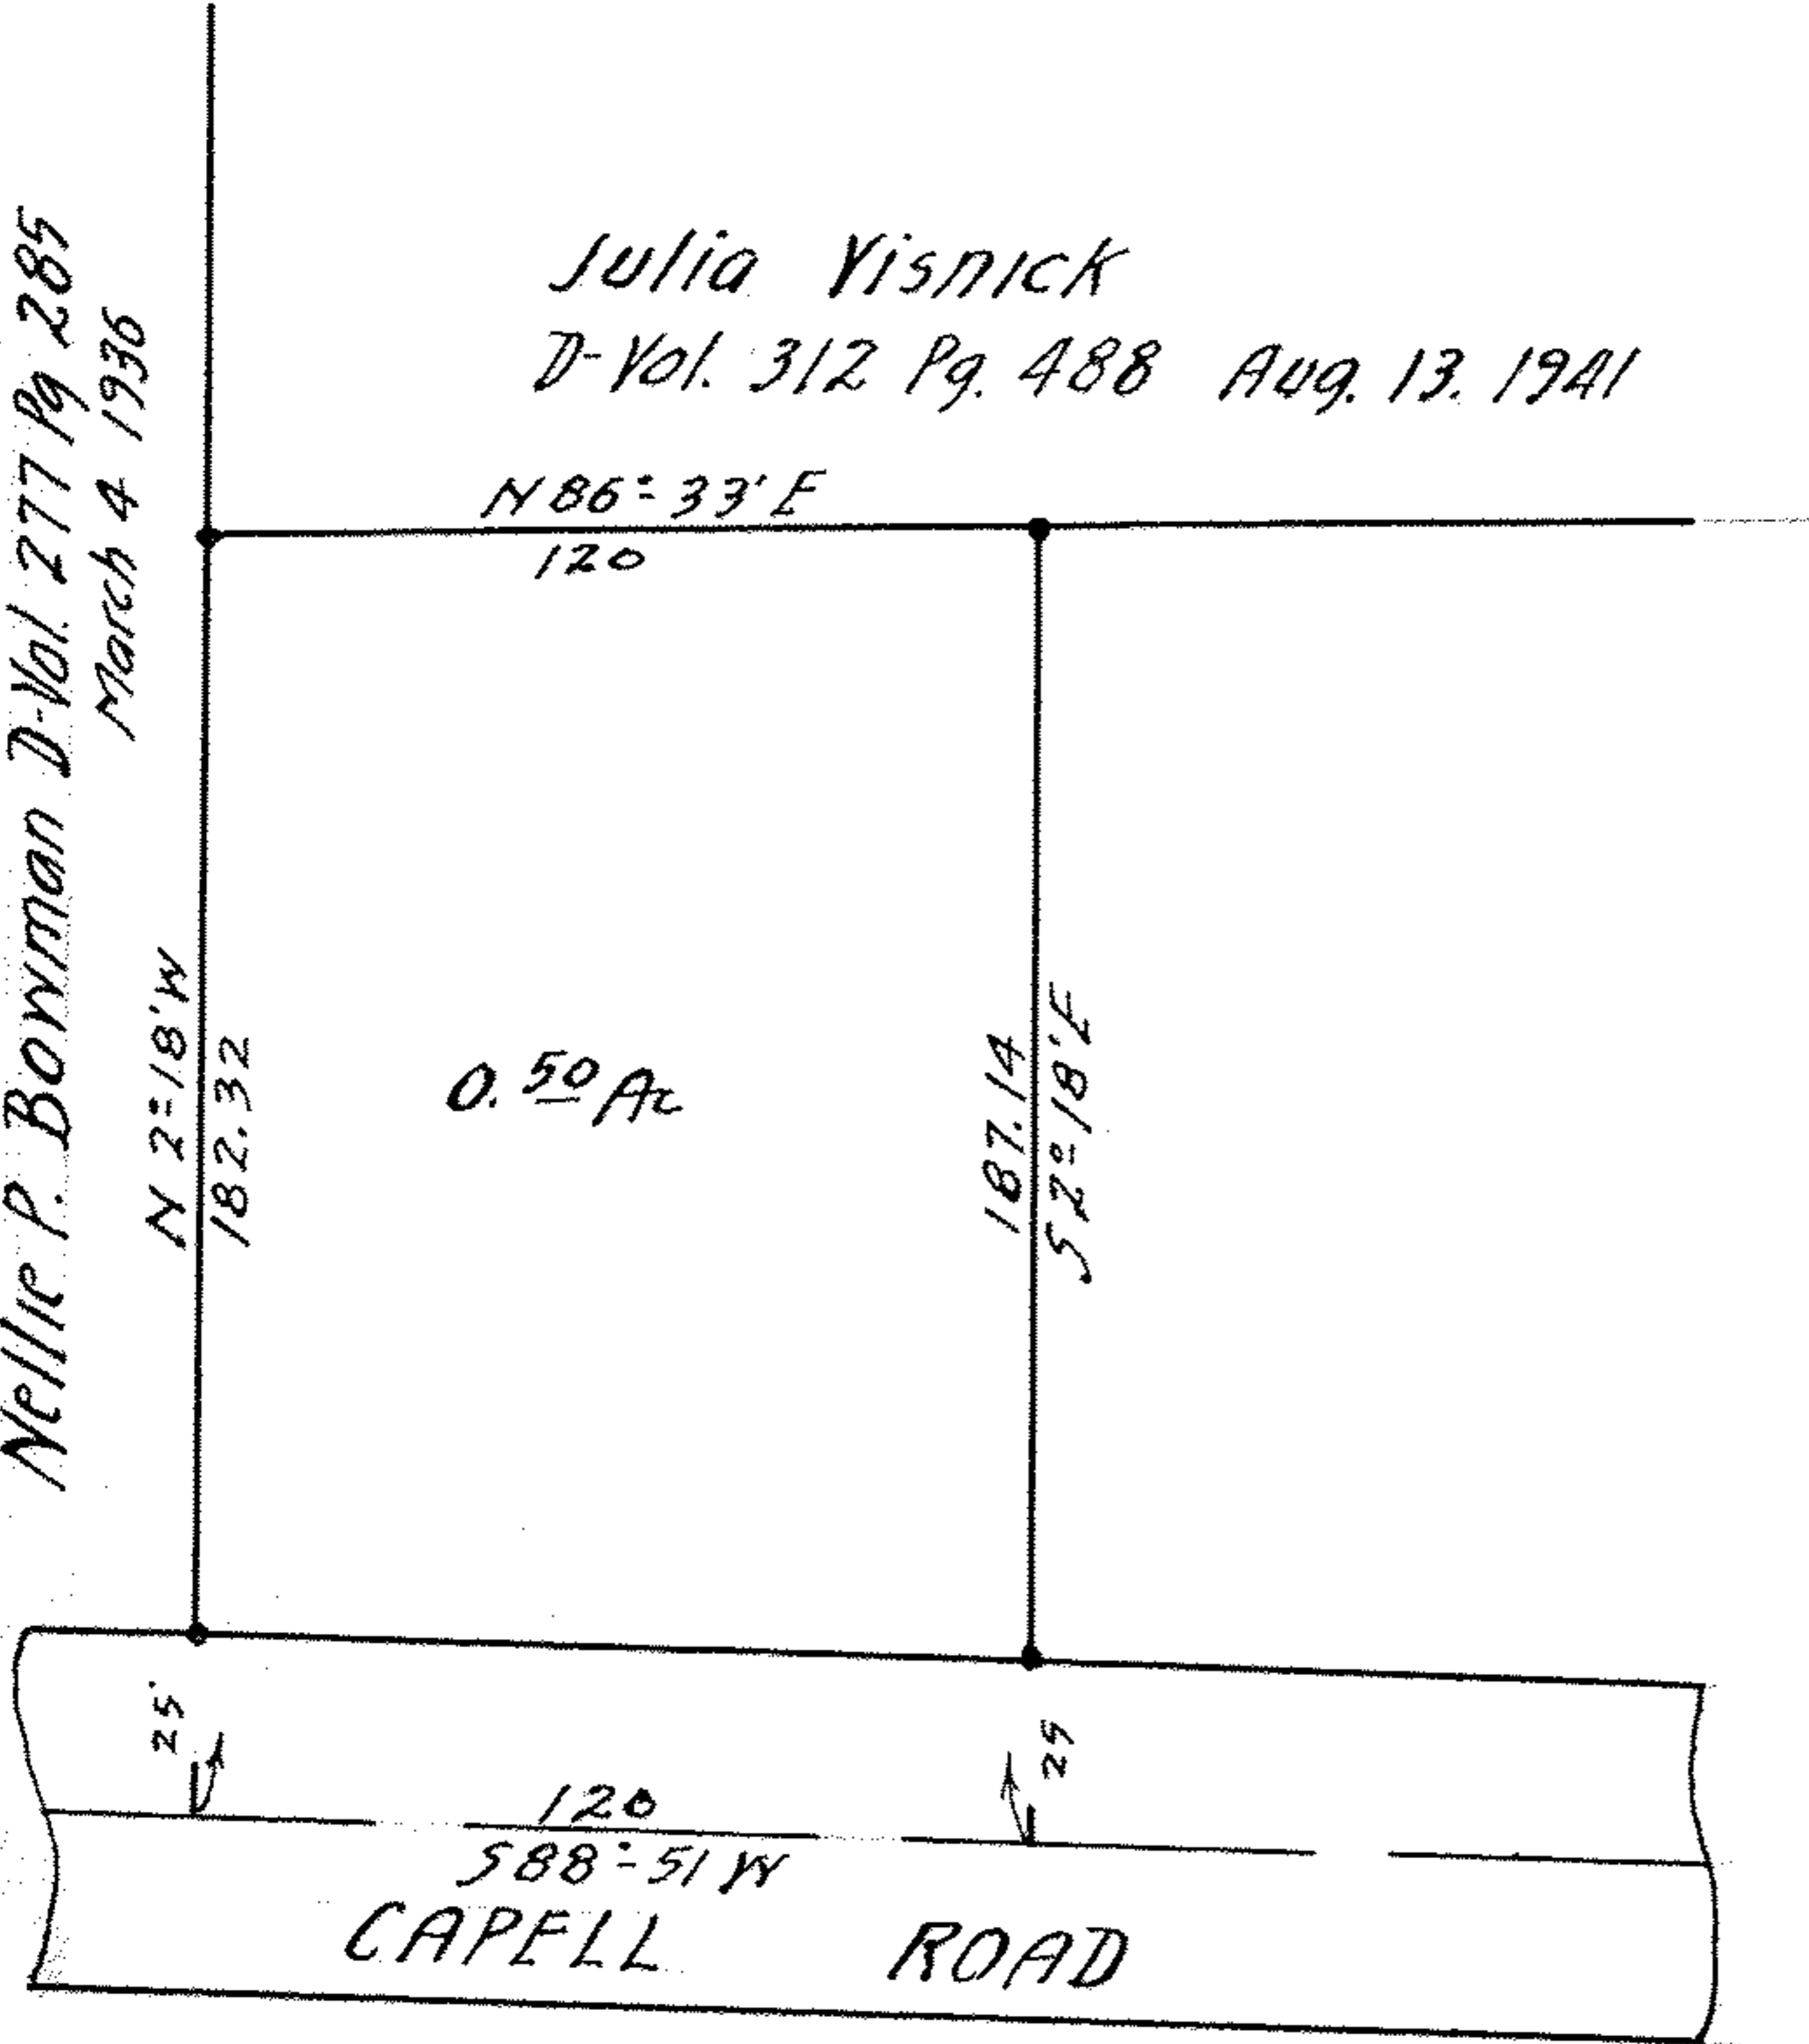 Nellie P. Bowman D-Vol. 277 Pg 285
March 4 1936
Julia Visnick
D-Vol. 312 Pg. 488 Aug. 13. 1941
N 86°-33' E
120
N 2°-18' W
182.32
0.50 Ac
187.14
S 2°-18' E
25'
25
120
S 88°-51 W
CAPELL ROAD